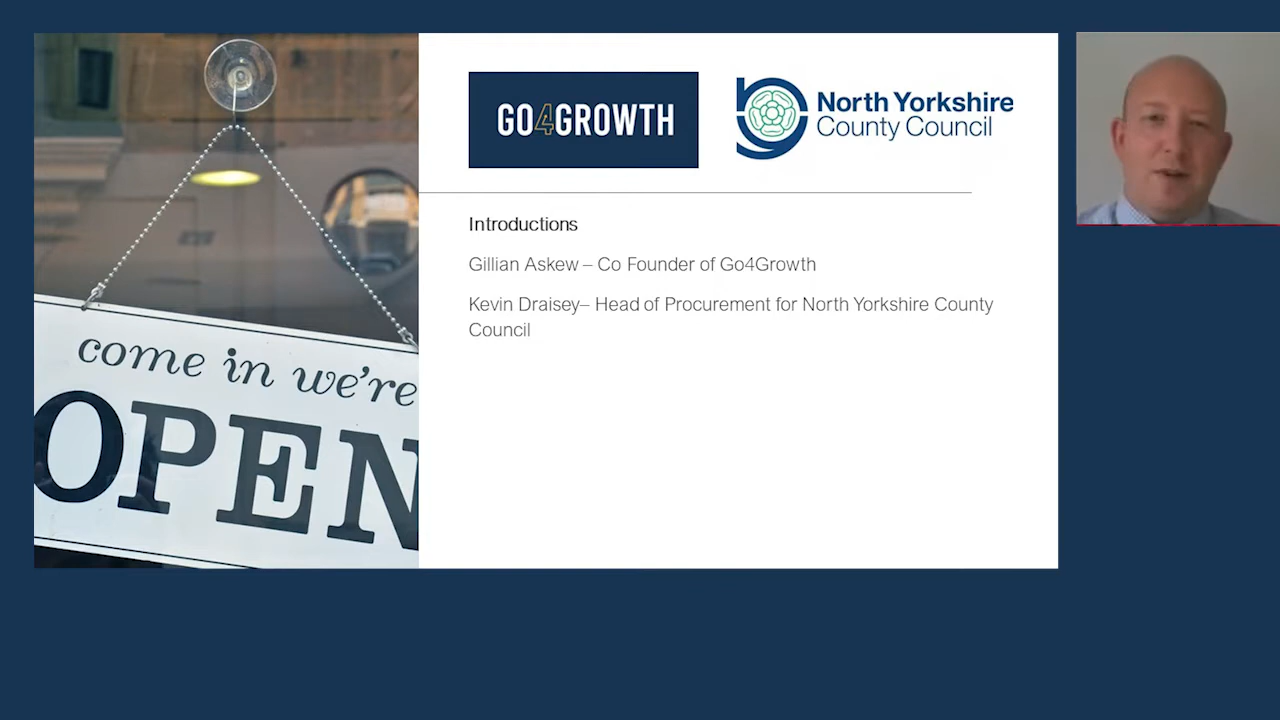 come in we're
OPEN
GO4GROWTH
North Yorkshire
County Council
Introductions
Gillian Askew – Co Founder of Go4Growth
Kevin Draisey– Head of Procurement for North Yorkshire County
Council